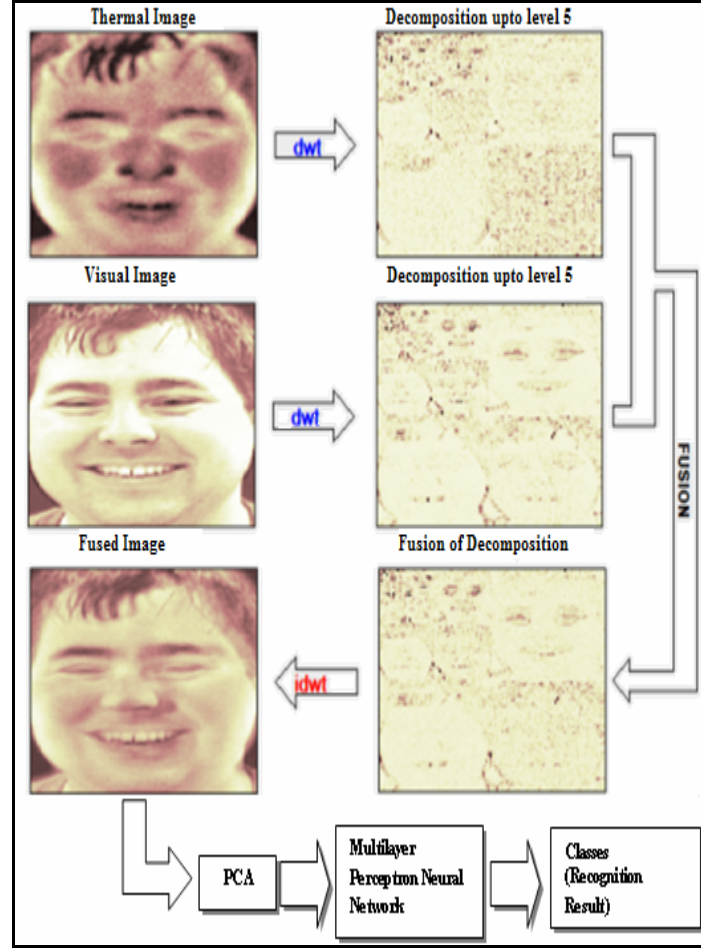 Thermal Image
Decomposition upto level 5
dwt
Visual Image
Decomposition upto level 5
dwt
FUSION
Fused Image
Fusion of Decomposition
idwt
PCA
Multilayer
Perceptron Neural
Network
Classes
(Recognition
Result)